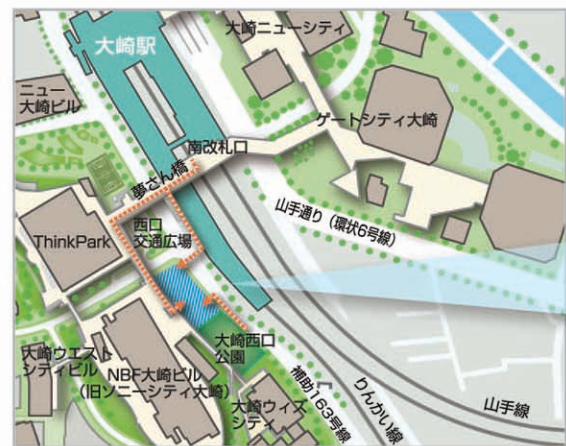 大崎駅
大崎ニューシティ
ニュー
大崎ビル
ゲートシティ大崎
南改札口
夢さん橋
山手通り（環状6号線）
西口
交通広場
ThinkPark
大崎西口
公園
大崎ウエスト
シティビル
NBF大崎ビル
（旧ソニーシティ大崎）
大崎ウィズ
シティ
補助163号線
りんかい線
山手線